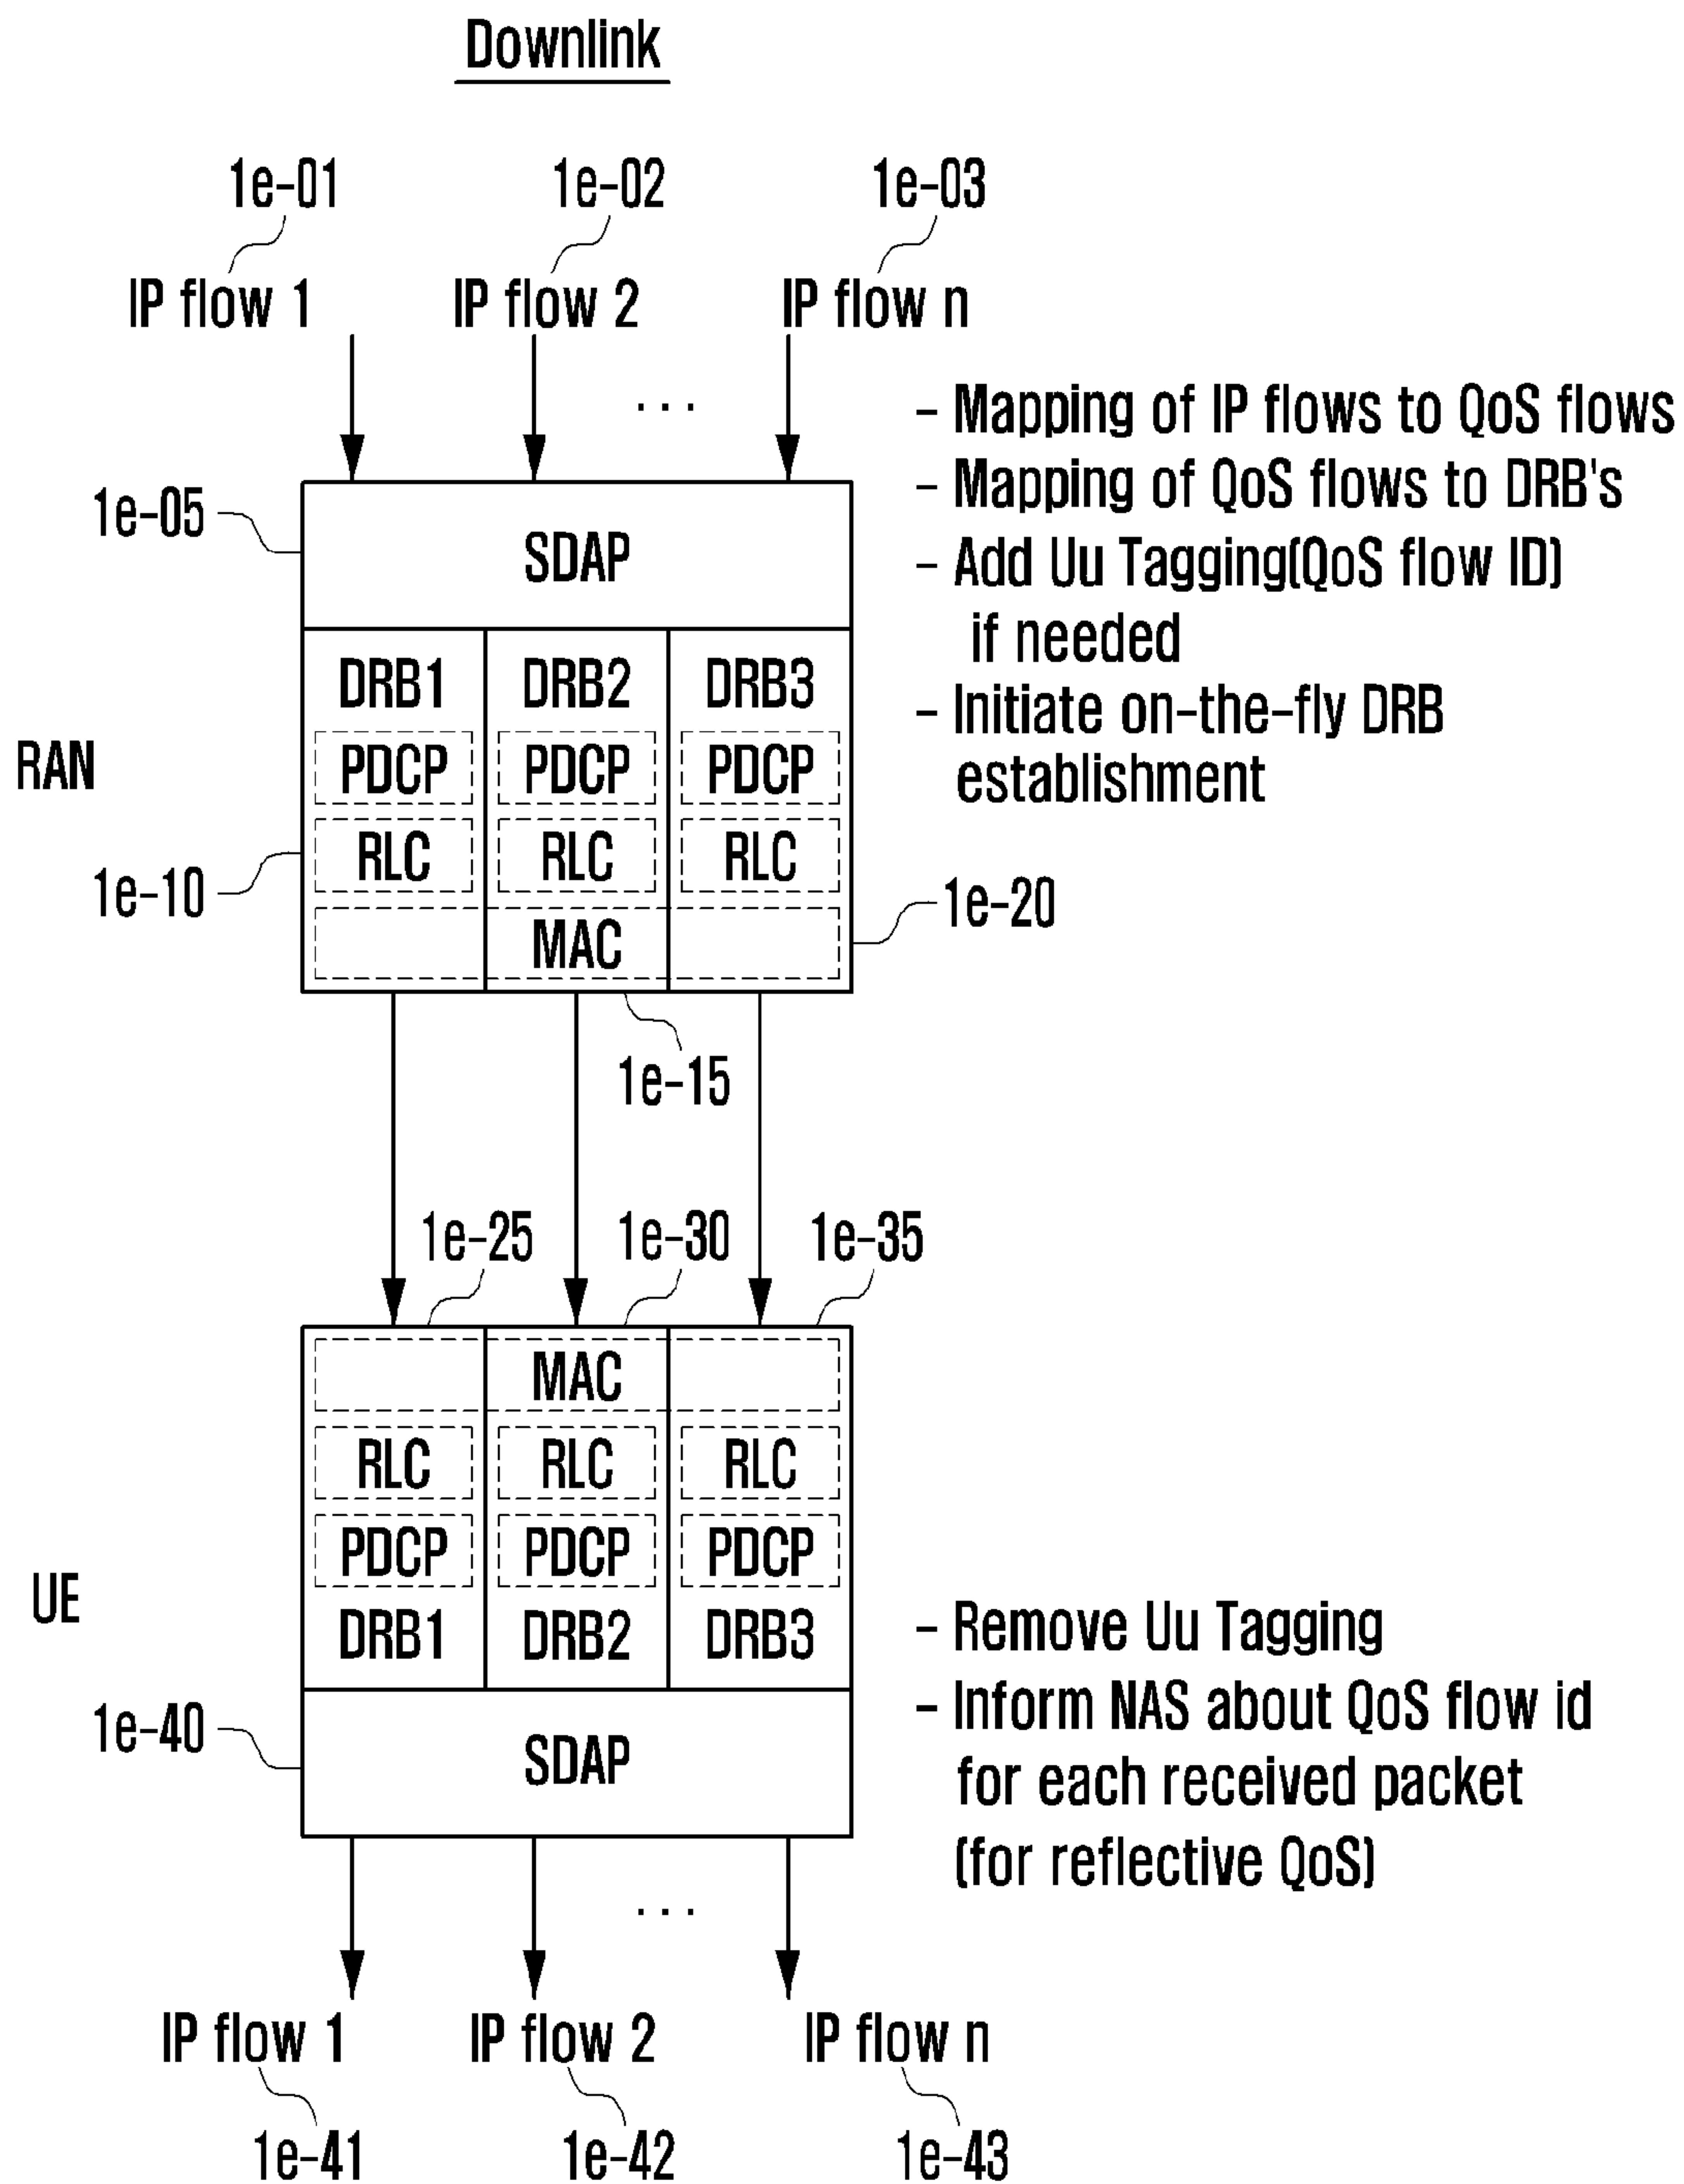 Downlink
1e-01 1e-02 1e-03
IP flow 1 IP flow 2 IP flow n
...
- Mapping of IP flows to QoS flows
- Mapping of QoS flows to DRB's
- Add Uu Tagging(QoS flow ID)
if needed
- Initiate on-the-fly DRB
establishment
1e-05
SDAP
RAN
DRB1 DRB2 DRB3
PDCP PDCP PDCP
RLC RLC RLC
1e-10
MAC
1e-20
1e-15
1e-25 1e-30 1e-35
MAC
RLC RLC RLC
PDCP PDCP PDCP
UE
DRB1 DRB2 DRB3
- Remove Uu Tagging
- Inform NAS about QoS flow id
for each received packet
(for reflective QoS)
1e-40
SDAP
...
IP flow 1 IP flow 2 IP flow n
1e-41 1e-42 1e-43